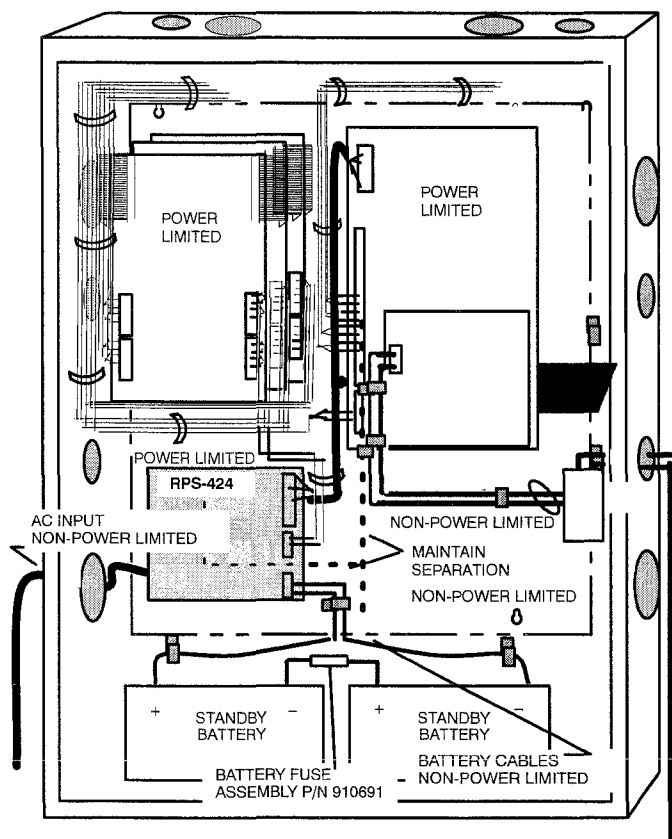 POWER
LIMITED
POWER
LIMITED
POWER LIMITED
RPS-424
AC INPUT
NON-POWER LIMITED
NON-POWER LIMITED
MAINTAIN
SEPARATION
NON-POWER LIMITED
+ STANDBY –
BATTERY
+ STANDBY –
BATTERY
BATTERY FUSE
ASSEMBLY P/N 910691
BATTERY CABLES
NON-POWER LIMITED